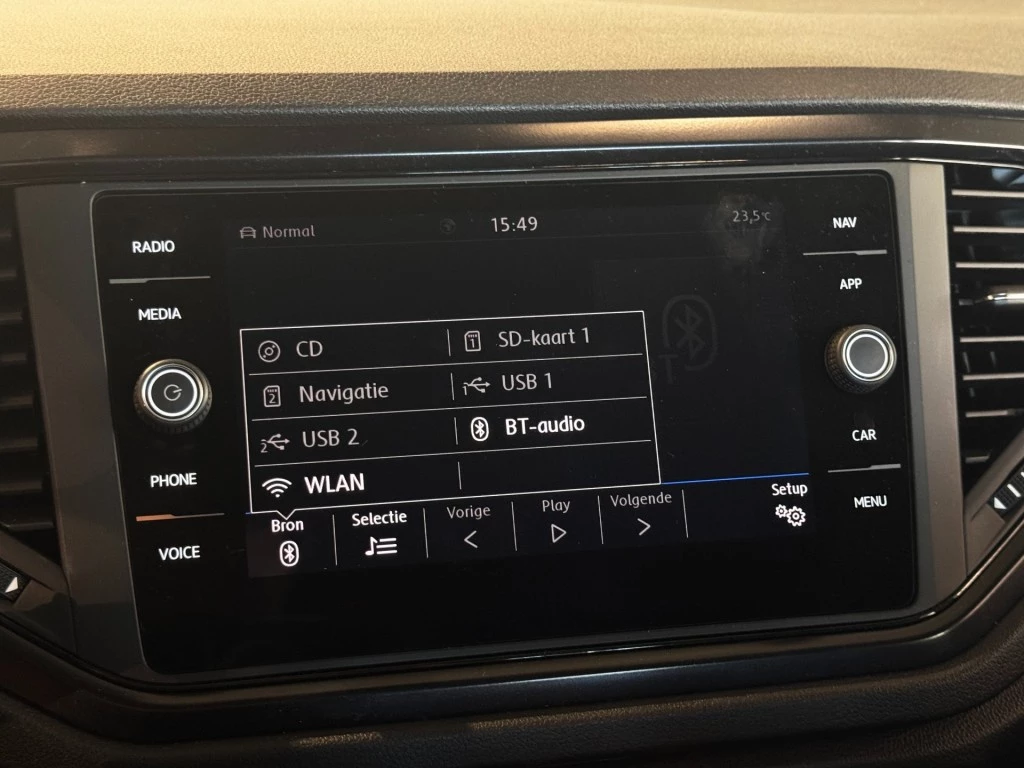 RADIO
MEDIA
PHONE
VOICE
Normal
15:49
23,5°C
CD
SD-kaart 1
Navigatie
USB 1
USB 2
BT-audio
WLAN
Bron
Selectie
Vorige
Play
Volgende
Setup
NAV
APP
CAR
MENU